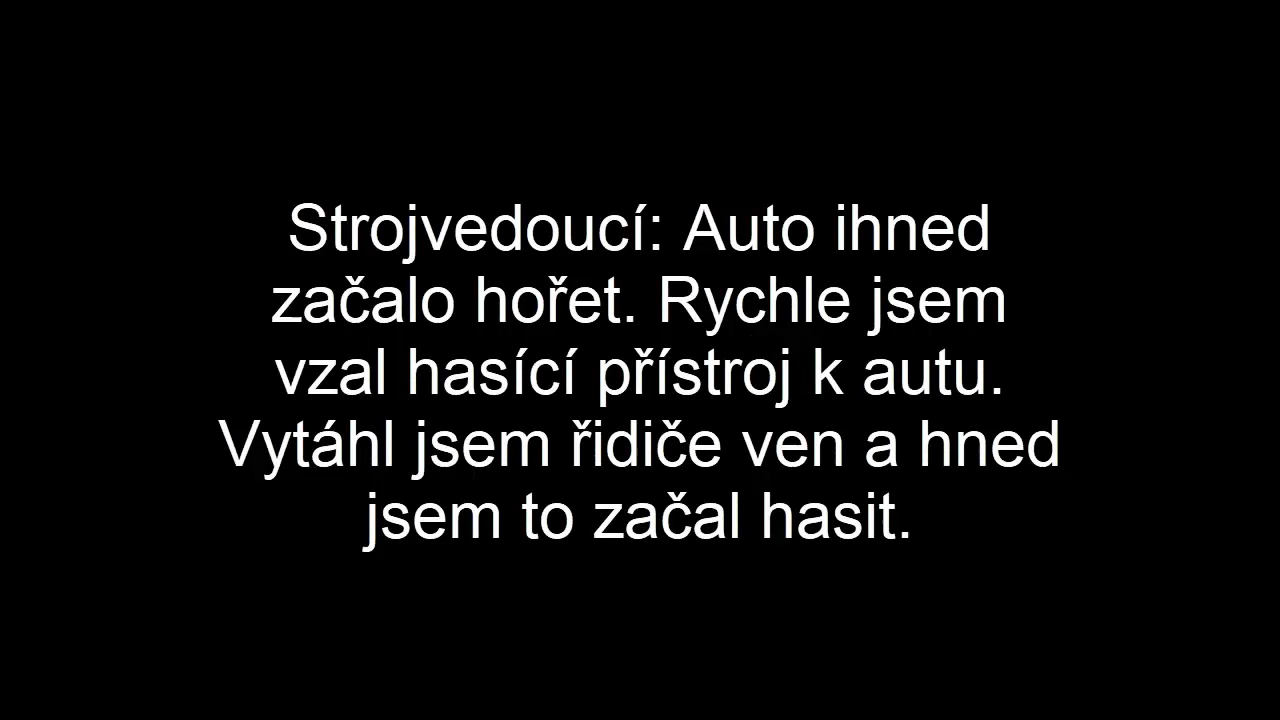 Strojvedoucí: Auto ihned
začalo hořet. Rychle jsem
vzal hasící přístroj k autu.
Vytáhl jsem řidiče ven a hned
jsem to začal hasit.